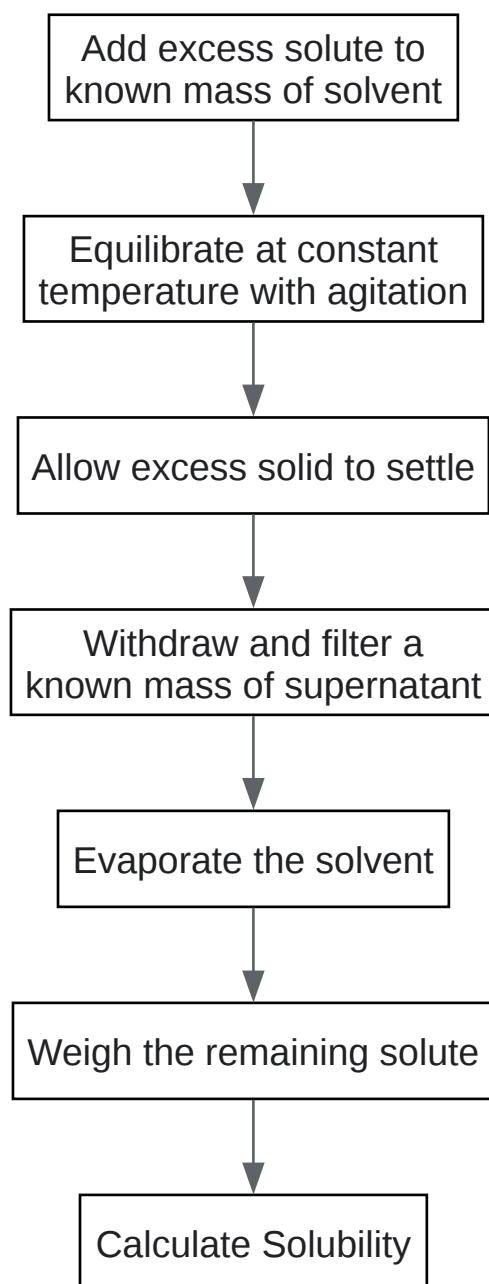 Add excess solute to
known mass of solvent
Equilibrate at constant
temperature with agitation
Allow excess solid to settle
Withdraw and filter a
known mass of supernatant
Evaporate the solvent
Weigh the remaining solute
Calculate Solubility